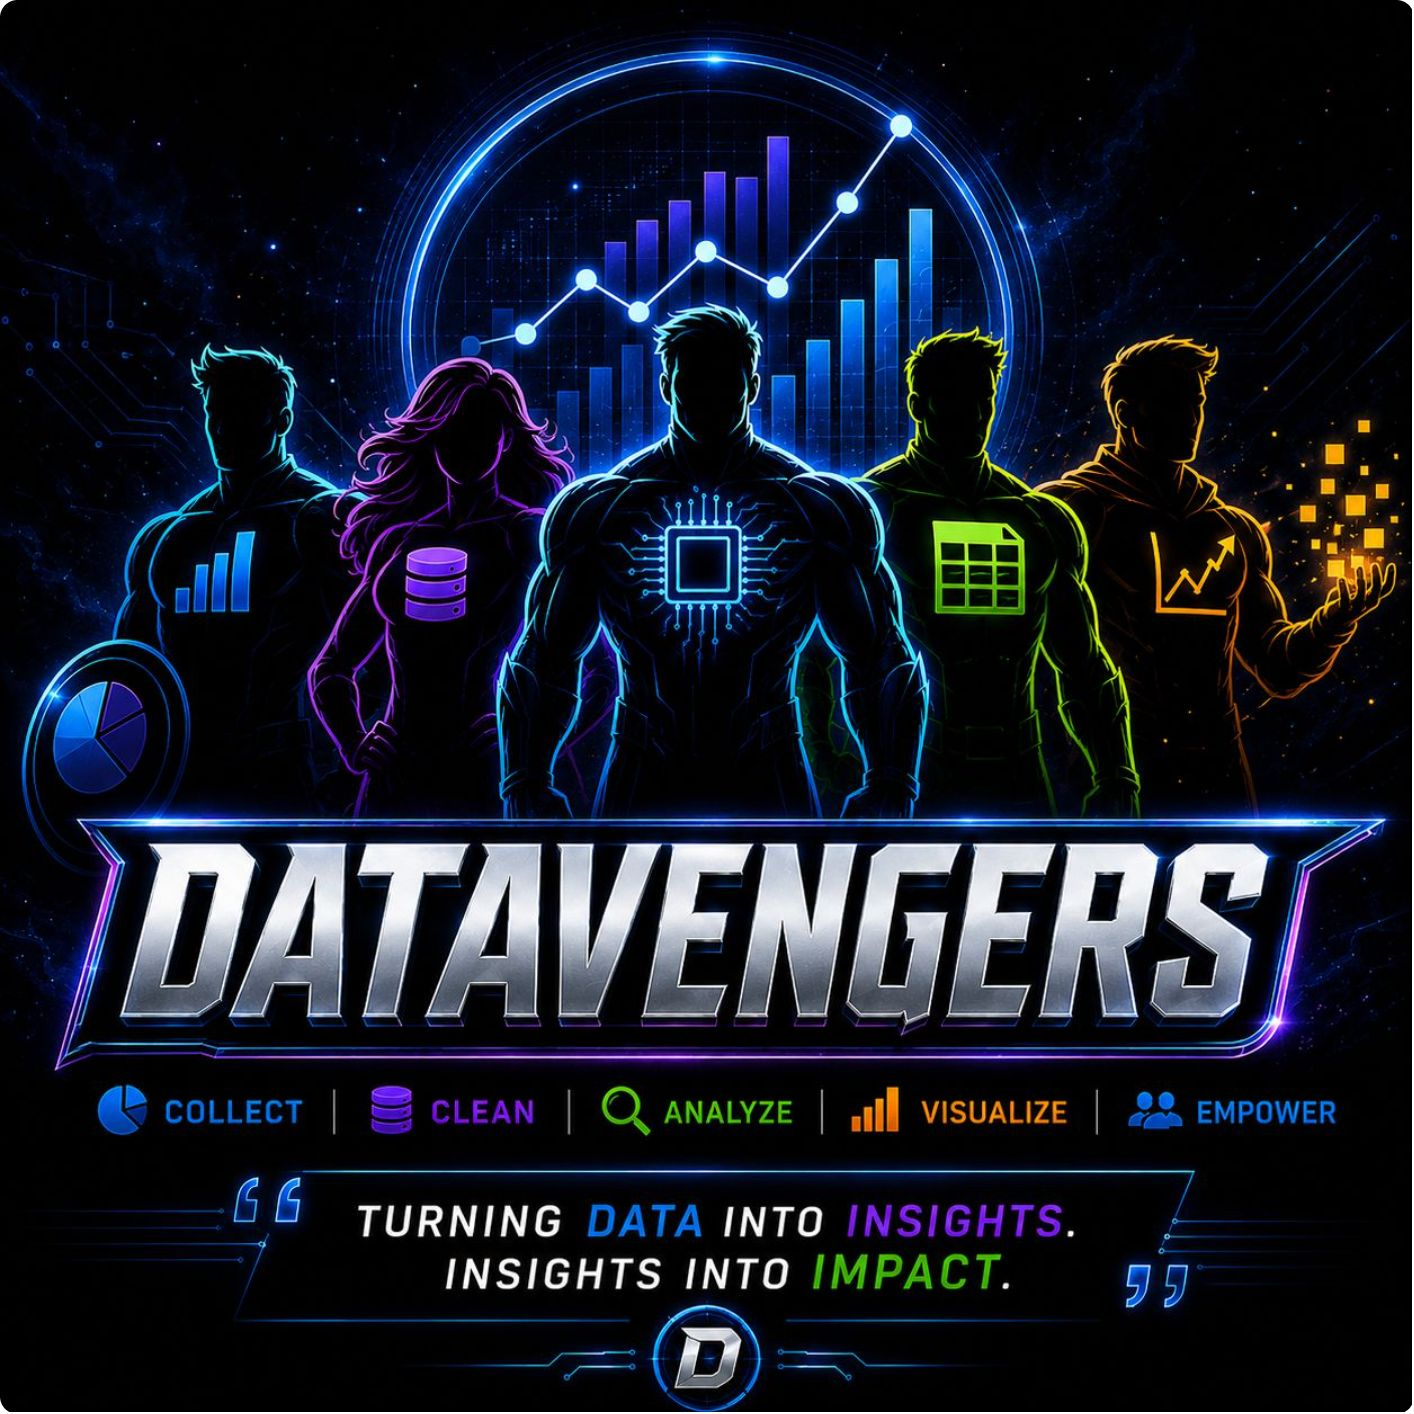 DATAVENGERS
COLLECT | CLEAN | ANALYZE | VISUALIZE | EMPOWER
“TURNING DATA INTO INSIGHTS.
INSIGHTS INTO IMPACT.”
D